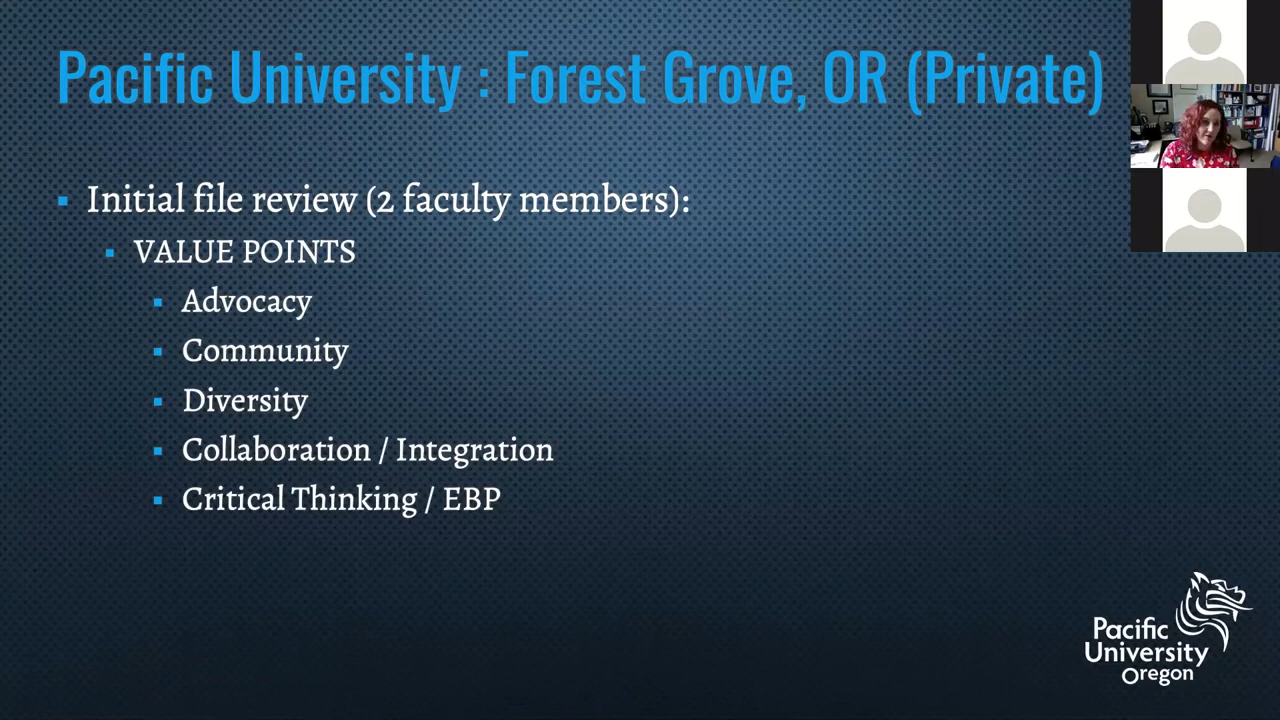 Pacific University : Forest Grove, OR (Private)
Initial file review (2 faculty members):
VALUE POINTS
Advocacy
Community
Diversity
Collaboration / Integration
Critical Thinking / EBP
Pacific
University
Oregon